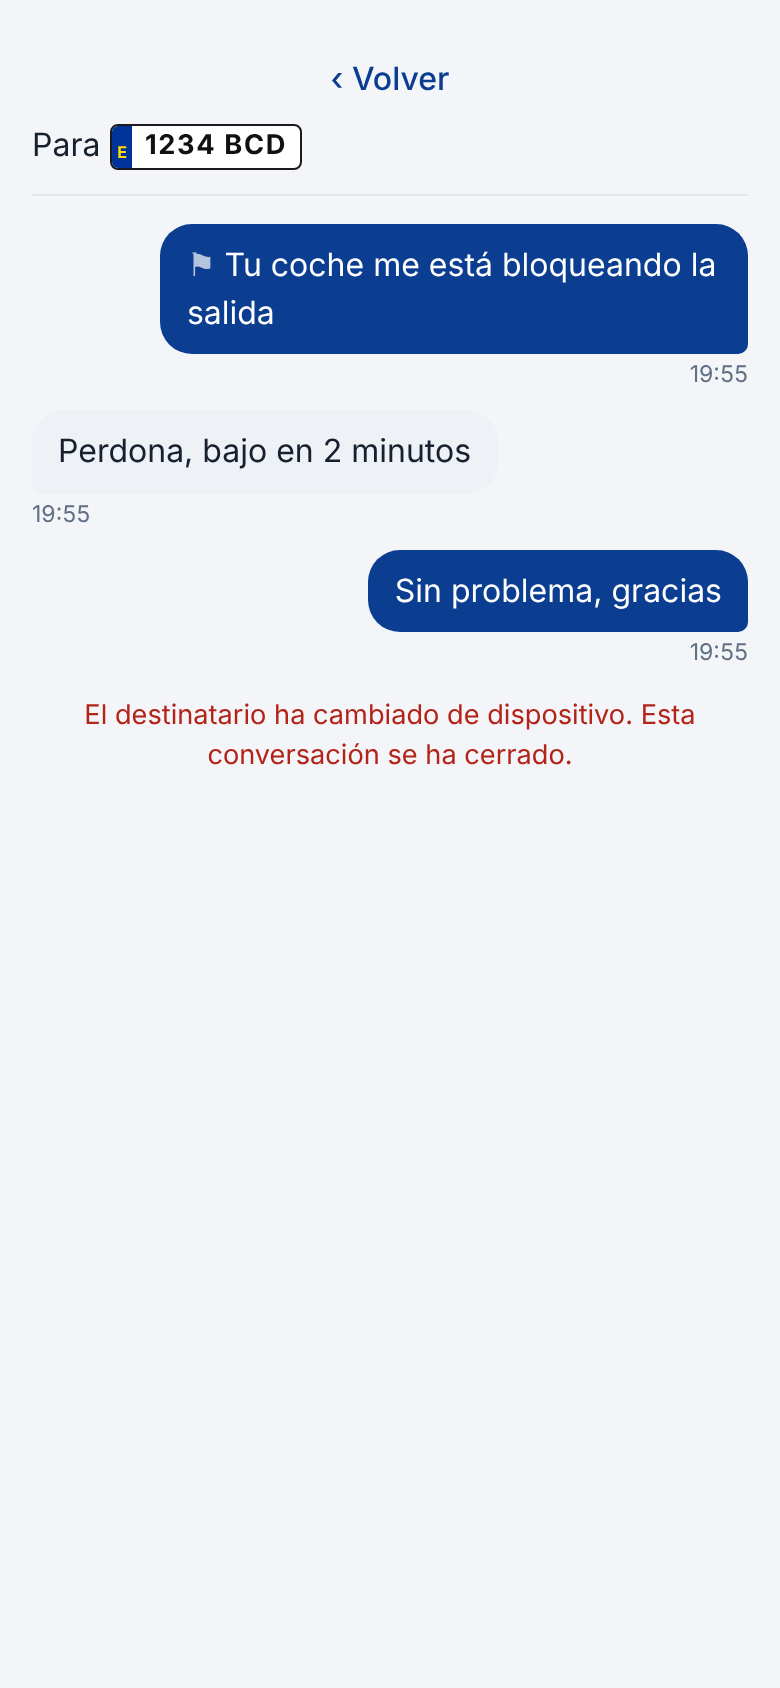 ‹ Volver
Para E 1234 BCD
⚑ Tu coche me está bloqueando la
salida
19:55
Perdona, bajo en 2 minutos
19:55
Sin problema, gracias
19:55
El destinatario ha cambiado de dispositivo. Esta
conversación se ha cerrado.